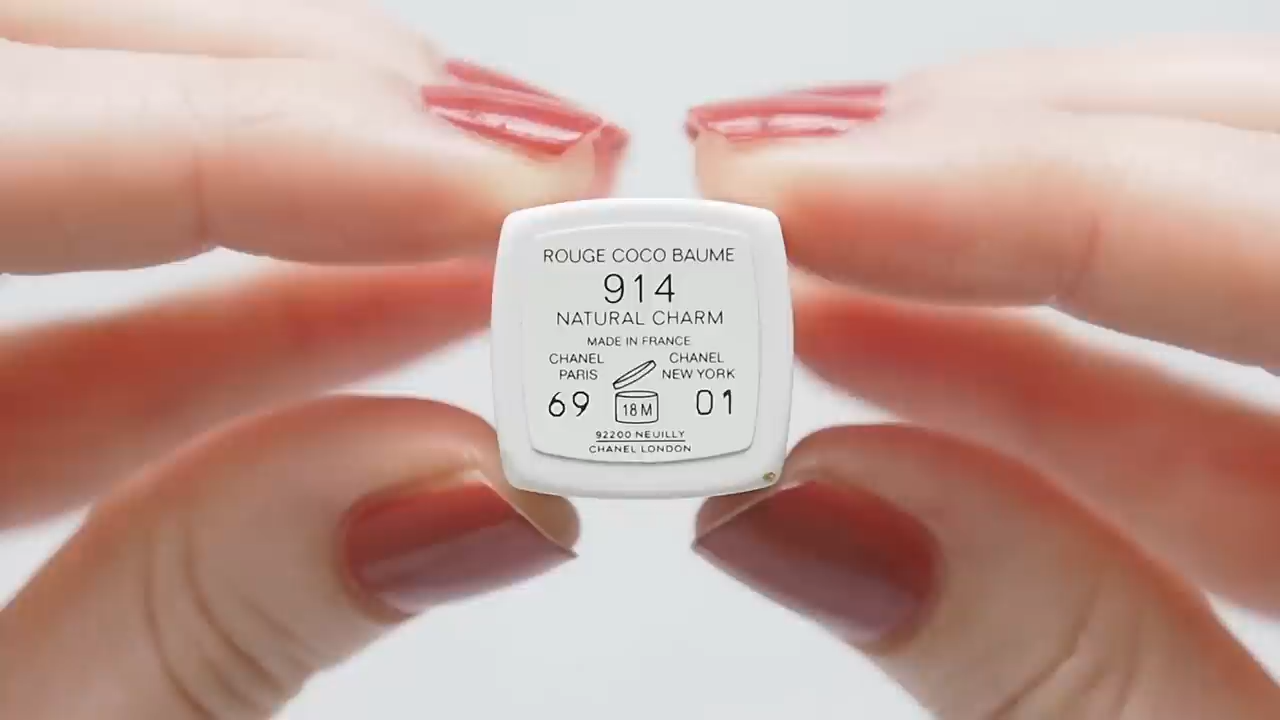 ROUGE COCO BAUME
914
NATURAL CHARM
MADE IN FRANCE
CHANEL PARIS
CHANEL NEW YORK
69
18 M
01
92200 NEUILLY
CHANEL LONDON